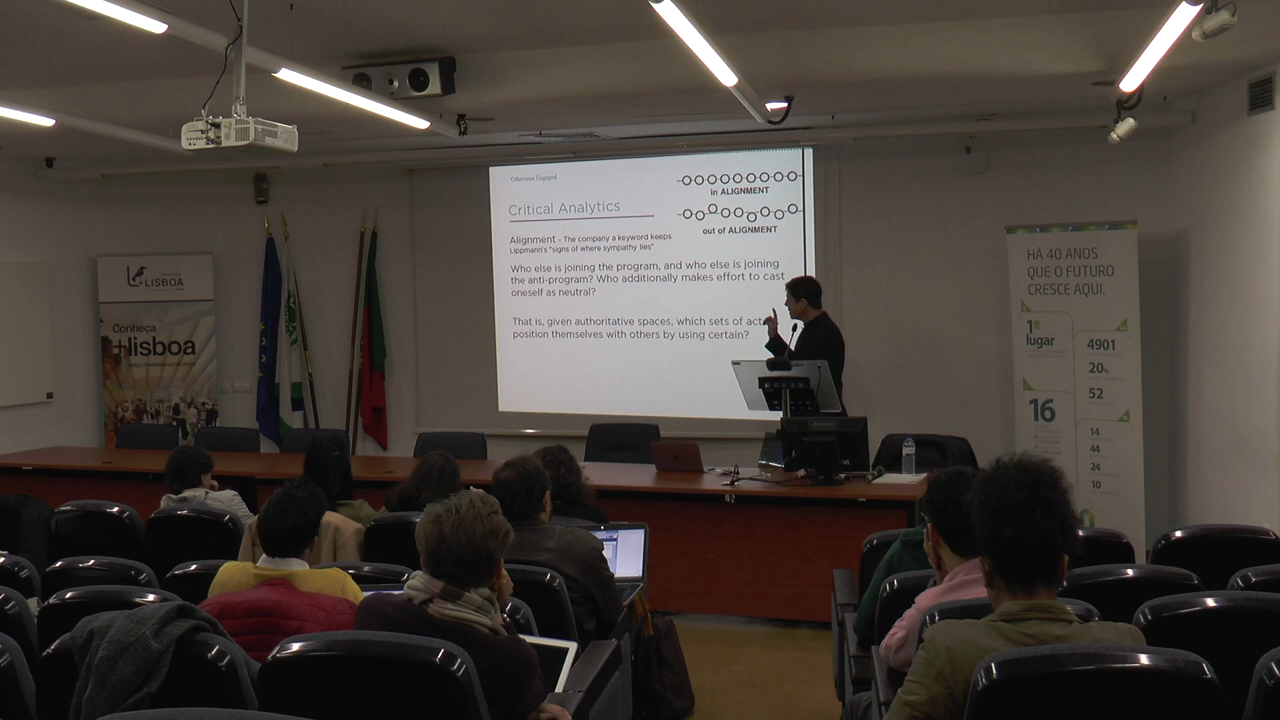 Otherwise Engaged
in ALIGNMENT
Critical Analytics
out of ALIGNMENT
Alignment - The company a keyword keeps
Lippmann's "signs of where sympathy lies"
Who else is joining the program, and who else is joining
the anti-program? Who additionally makes effort to cast
oneself as neutral?
That is, given authoritative spaces, which sets of act
position themselves with others by using certain?
+LISBOA
Conheça
+lisboa
HÁ 40 ANOS
QUE O FUTURO
CRESCE AQUI.
1º
lugar
4901
20%
52
16
14
44
24
10